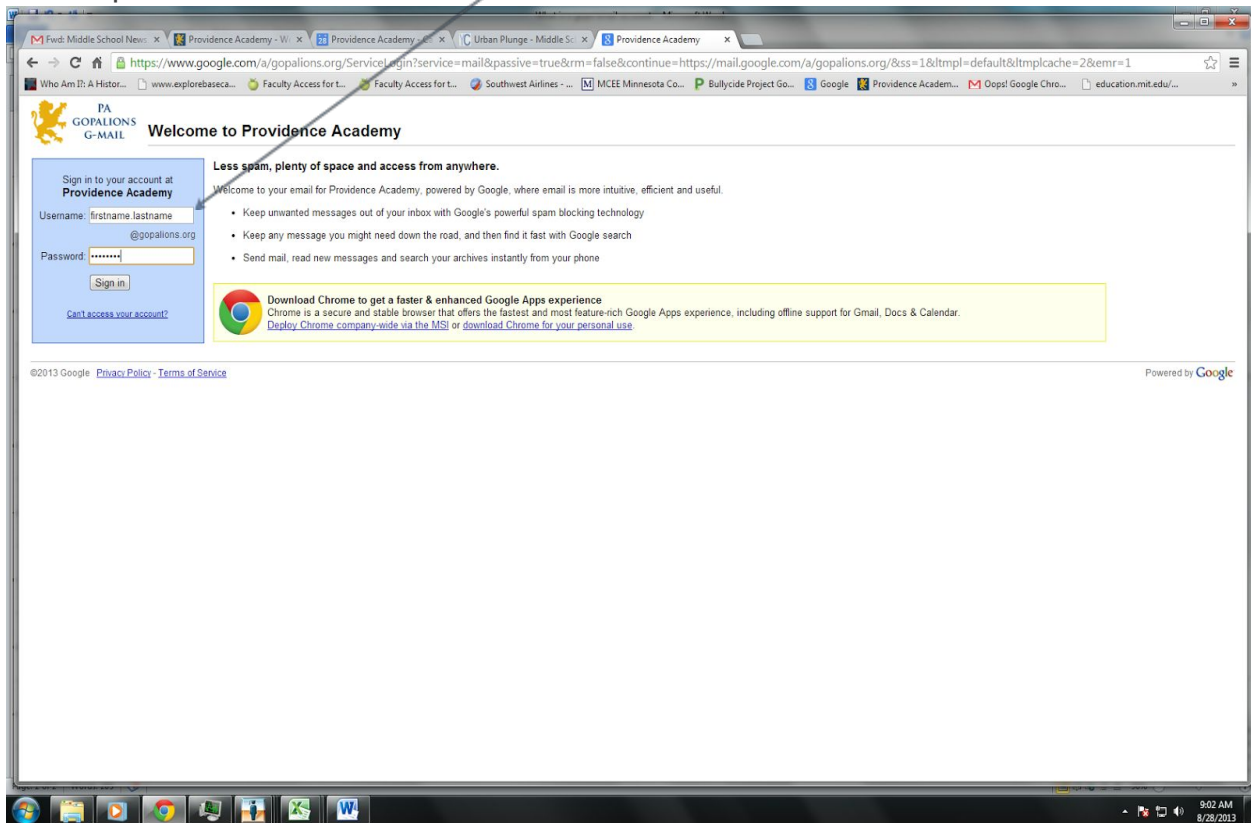 Fwd: Middle School News
Providence Academy - W
Providence Academy -
Urban Plunge - Middle Sc
Providence Academy
https://www.google.com/a/gopalions.org/ServiceLogin?service=mail&passive=true&rm=false&continue=https://mail.google.com/a/gopalions.org/&ss=1&ltmpl=default&ltmplcache=2&emr=1
Who Am I?: A Histor...
www.explorebaseca...
Faculty Access for t...
Faculty Access for t...
Southwest Airlines - ...
MCEE Minnesota Co...
Bullycide Project Go...
Google
Providence Academ...
Oops! Google Chro...
education.mit.edu/...
»
PA
GOPALIONS
G-MAIL
Welcome to Providence Academy
Sign in to your account at
Providence Academy
Username: firstname.lastname
@gopalions.org
Password: ••••••••
Sign in
Can't access your account?
Less spam, plenty of space and access from anywhere.
Welcome to your email for Providence Academy, powered by Google, where email is more intuitive, efficient and useful.
• Keep unwanted messages out of your inbox with Google's powerful spam blocking technology
• Keep any message you might need down the road, and then find it fast with Google search
• Send mail, read new messages and search your archives instantly from your phone
Download Chrome to get a faster & enhanced Google Apps experience
Chrome is a secure and stable browser that offers the fastest and most feature-rich Google Apps experience, including offline support for Gmail, Docs & Calendar.
Deploy Chrome company-wide via the MSI or download Chrome for your personal use.
©2013 Google Privacy Policy - Terms of Service
Powered by Google
9:02 AM
8/28/2013